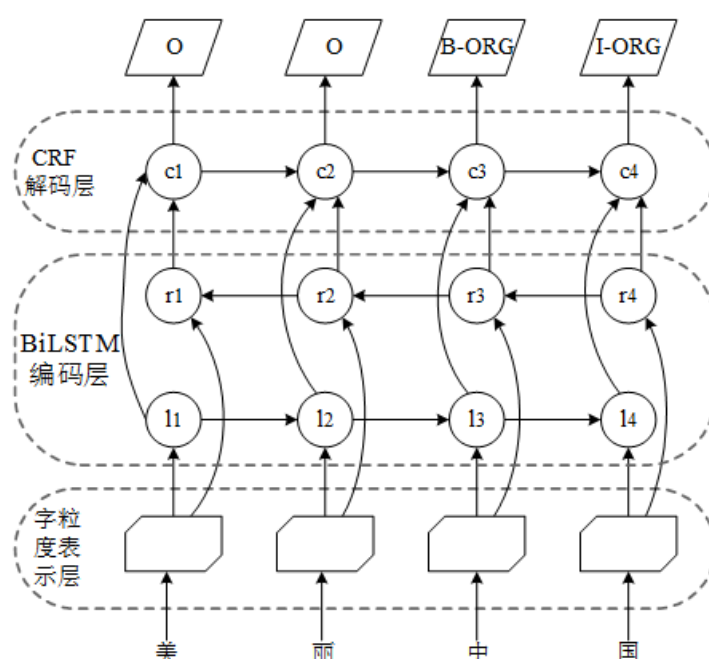 O O B-ORG I-ORG
CRF
解码层
c1 c2 c3 c4
r1 r2 r3 r4
BiLSTM
编码层
l1 l2 l3 l4
字粒
度表
示层
美 丽 中 国